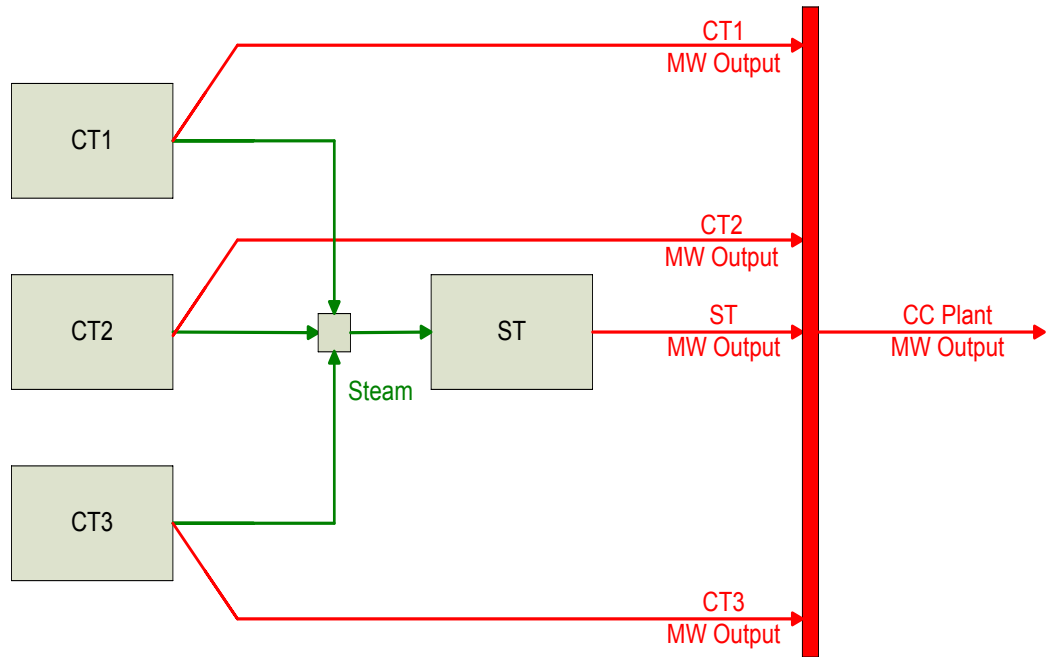 CT1
MW Output
CT1
CT2
MW Output
CT2
ST
ST
MW Output
CC Plant
MW Output
Steam
CT3
CT3
MW Output